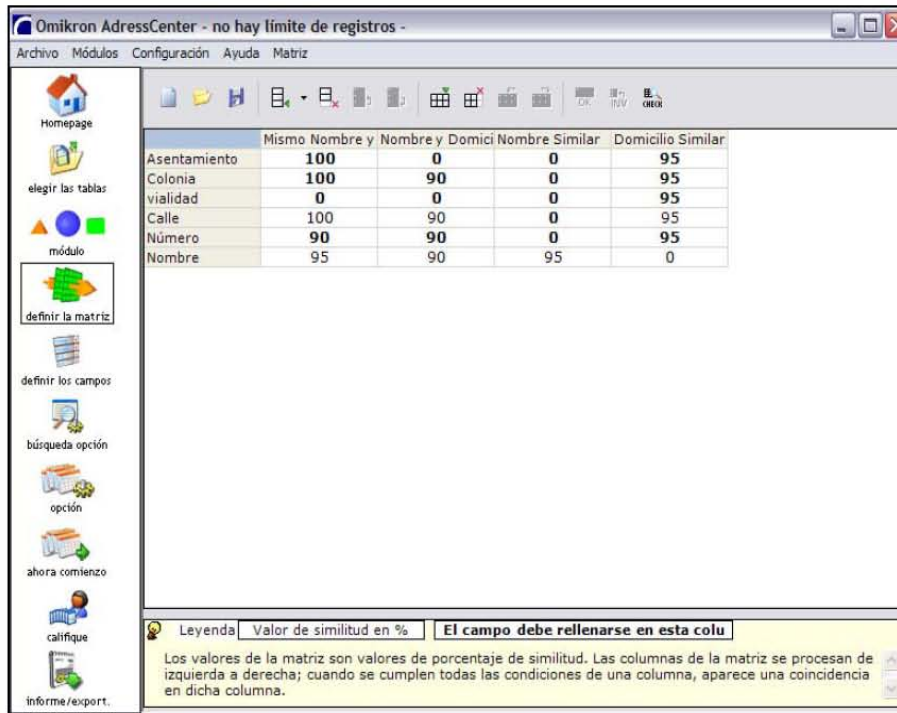 Omikron AdressCenter - no hay límite de registros -
Archivo Módulos Configuración Ayuda Matriz
Homepage
elegir las tablas
módulo
definir la matriz
definir los campos
búsqueda opción
opción
ahora comienzo
califique
informe/export.
OK INV CHECK
Mismo Nombre y Nombre y Domici Nombre Similar Domicilio Similar
Asentamiento 100 0 0 95
Colonia 100 90 0 95
vialidad 0 0 0 95
Calle 100 90 0 95
Número 90 90 0 95
Nombre 95 90 95 0
Leyenda Valor de similitud en % El campo debe rellenarse en esta colu
Los valores de la matriz son valores de porcentaje de similitud. Las columnas de la matriz se procesan de
izquierda a derecha; cuando se cumplen todas las condiciones de una columna, aparece una coincidencia
en dicha columna.